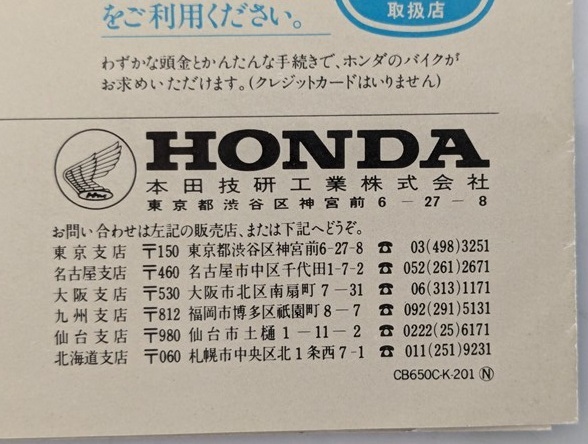 をご利用ください。
取扱店
わずかな頭金とかんたんな手続きで、ホンダのバイクが
お求めいただけます。(クレジットカードはいりません)
HM
HONDA
本田技研工業株式会社
東京都渋谷区神宮前6－27－8
お問い合わせは左記の販売店、または下記へどうぞ。
東京支店 〒150 東京都渋谷区神宮前6-27-8 ☎ 03(498)3251
名古屋支店 〒460 名古屋市中区千代田1-7-2 ☎ 052(261)2671
大阪支店 〒530 大阪市北区南扇町7－31 ☎ 06(313)1171
九州支店 〒812 福岡市博多区祇園町8－7 ☎ 092(291)5131
仙台支店 〒980 仙台市土樋1－11－2 ☎ 0222(25)6171
北海道支店 〒060 札幌市中央区北1条西7-1 ☎ 011(251)9231
CB650C-K-201 Ⓝ